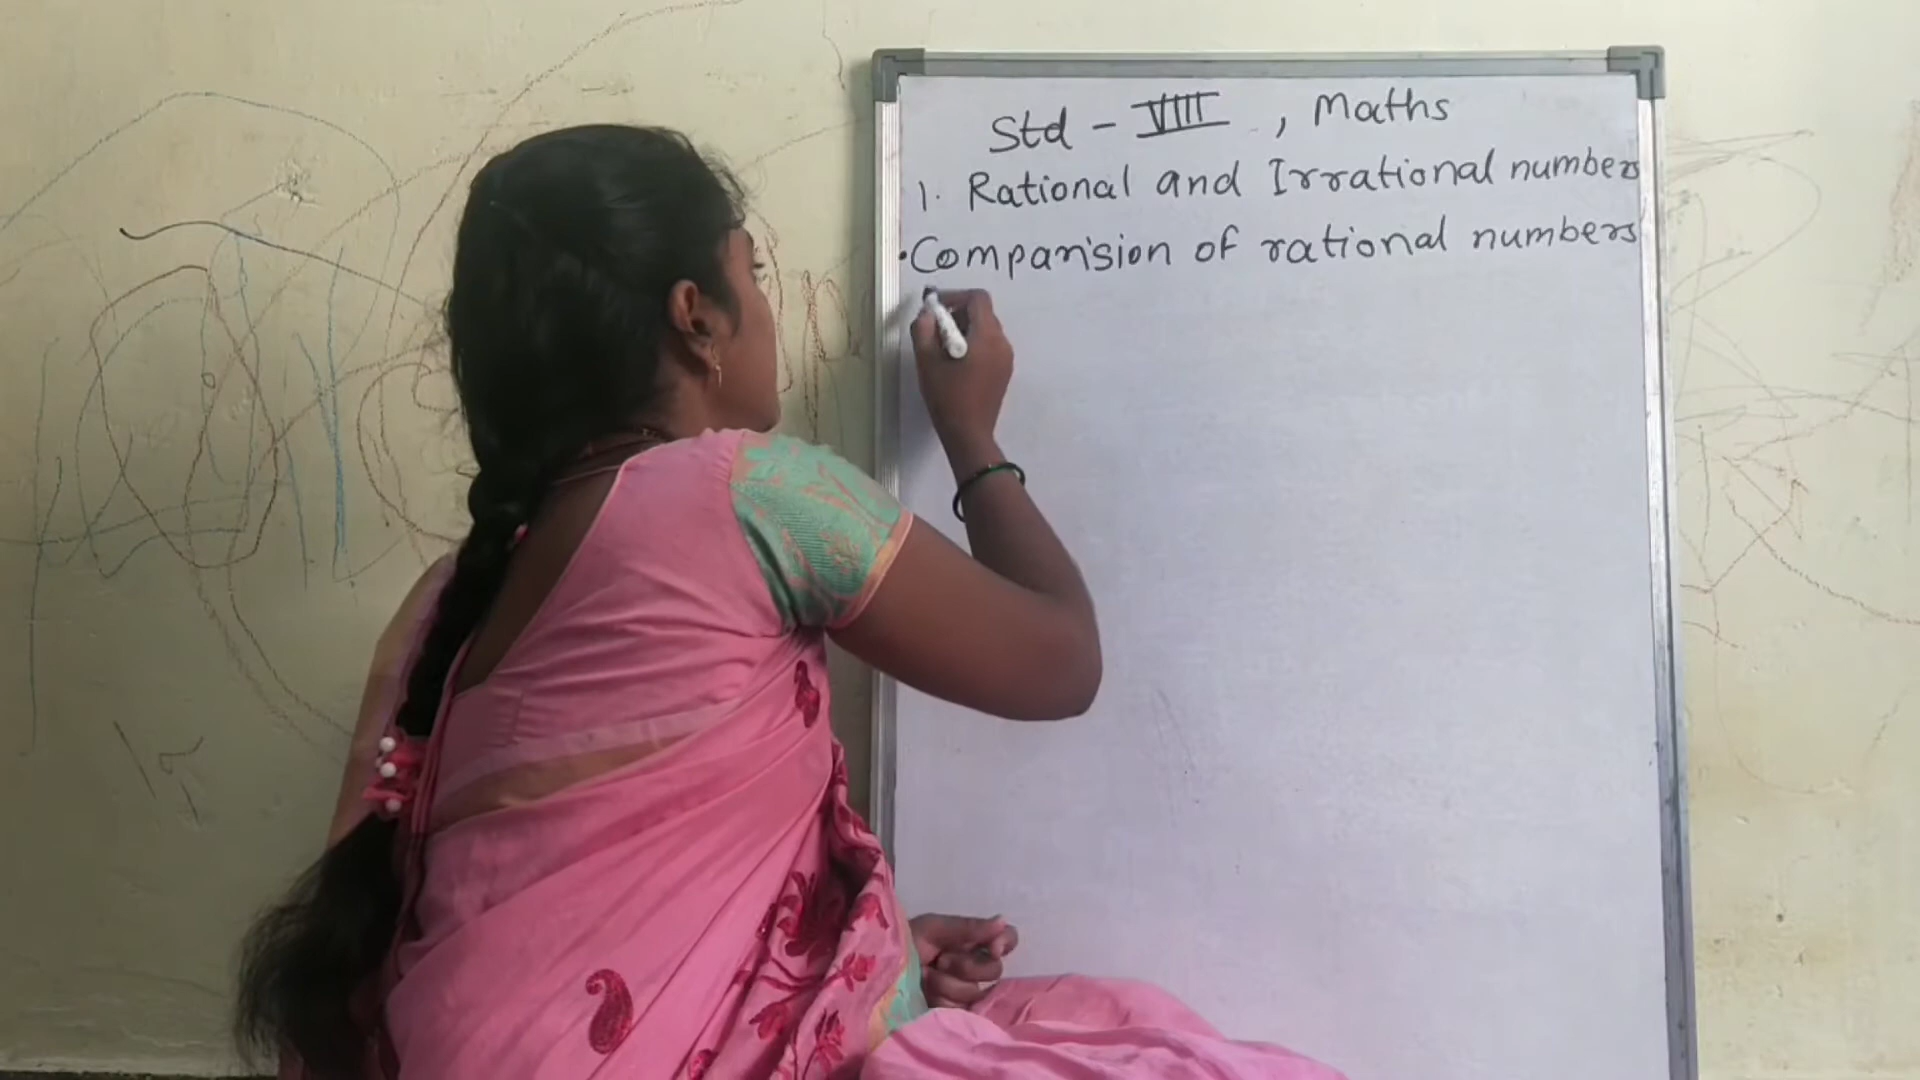 Std - VIII , Maths
1. Rational and Irrational numbers
•Comparision of rational numbers